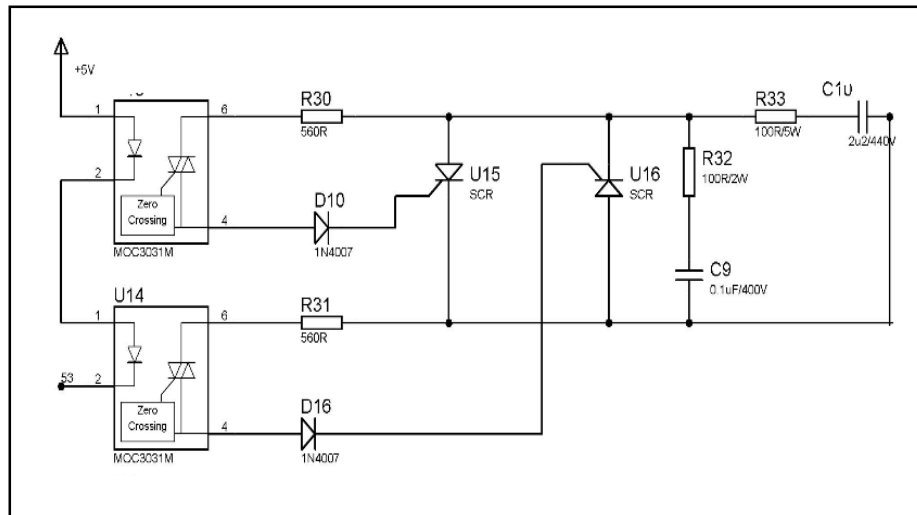 +5V
1
6
2
4
Zero
Crossing
MOC3031M
R30
560R
D10
1N4007
U15
SCR
U16
SCR
R33
100R/5W
2u2/440V
R32
100R/2W
C9
0.1uF/400V
U14
1
6
53
2
4
Zero
Crossing
MOC3031M
R31
560R
D16
1N4007